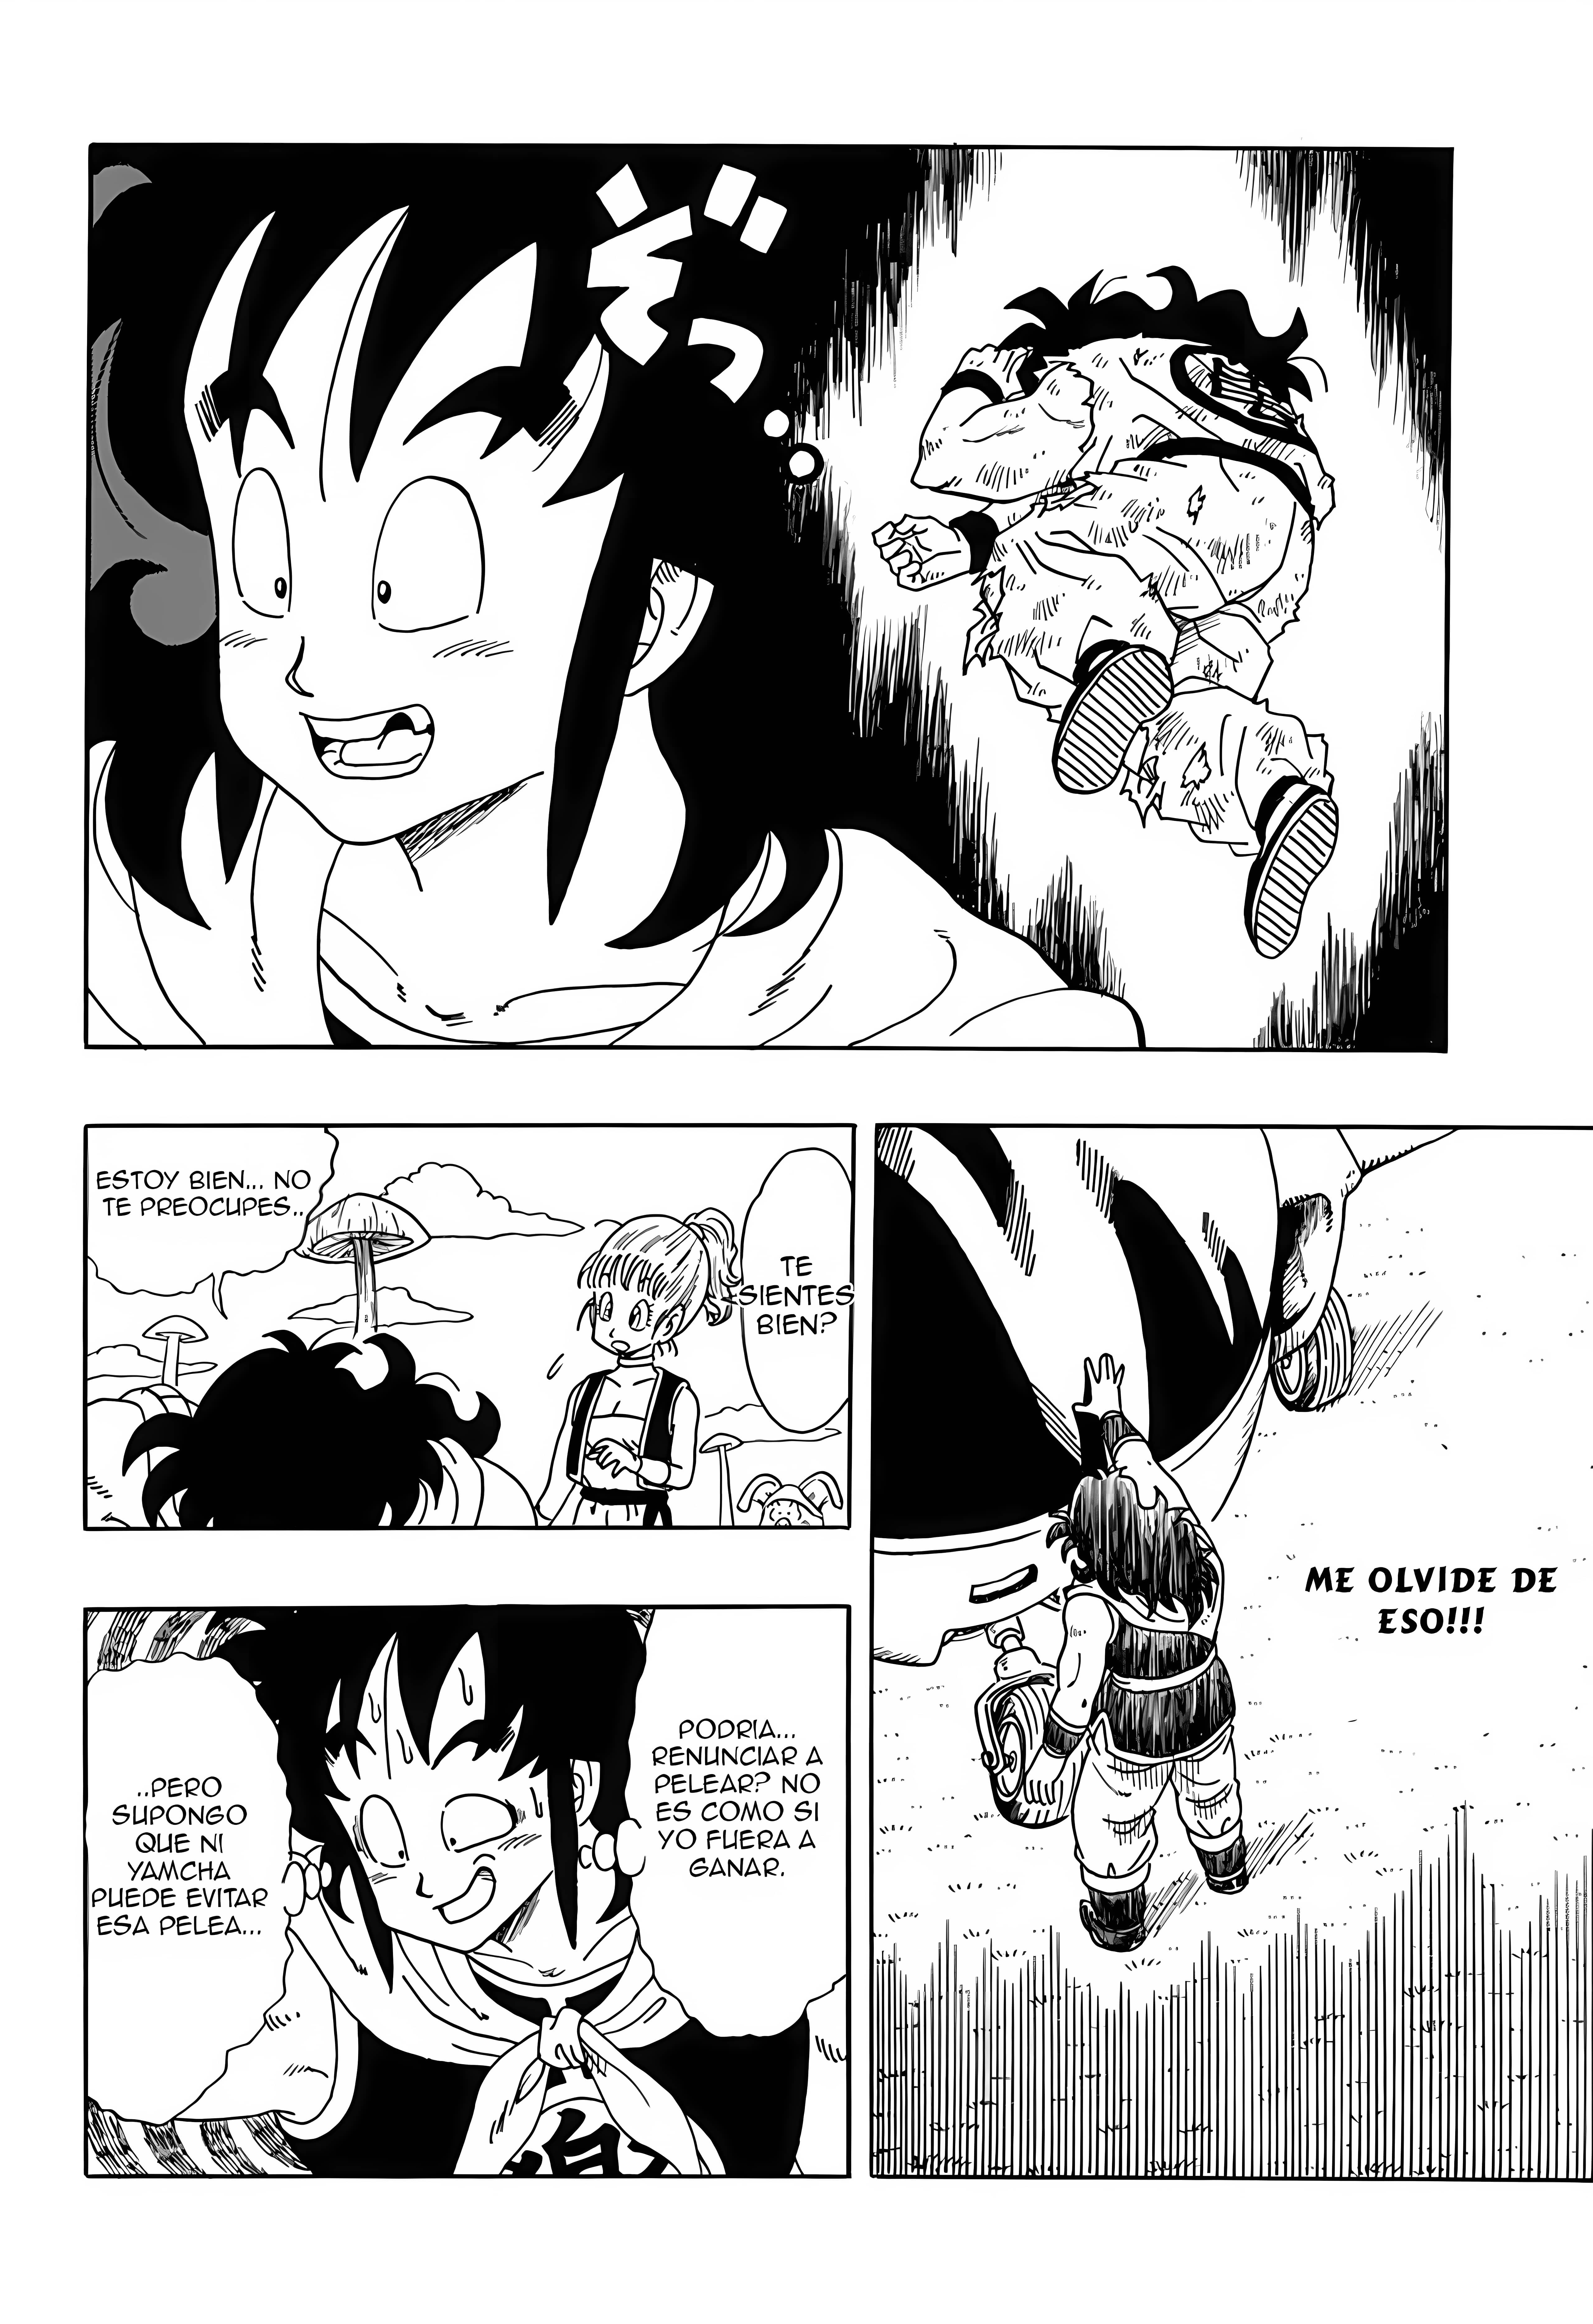 ぞっ
ME OLVIDE DE
ESO!!!
TE
SIENTES
BIEN?
ESTOY BIEN... NO
TE PREOCUPES..
PODRIA...
RENUNCIAR A
PELEAR? NO
ES COMO SI
YO FUERA A
GANAR.
..PERO
SUPONGO
QUE NI
YAMCHA
PUEDE EVITAR
ESA PELEA...